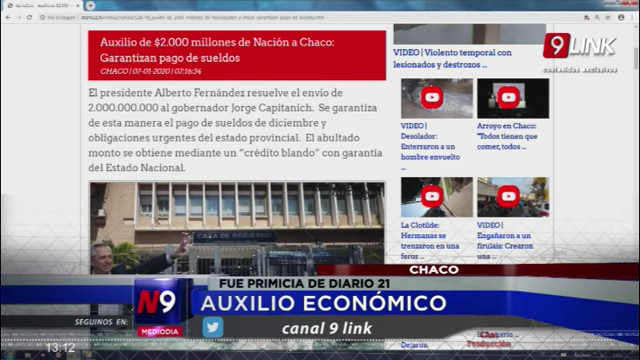 Auxilio de $2.000 millones de Nación a Chaco:
Garantizan pago de sueldos
CHACO | 07-01-2020 | 07:16:34
El presidente Alberto Fernández resuelve el envío de
2.000.000.000 al gobernador Jorge Capitanich. Se garantiza
de esta manera el pago de sueldos de diciembre y
obligaciones urgentes del estado provincial. El abultado
monto se obtiene mediante un “crédito blando” con garantía
del Estado Nacional.
CASA DE GOBIERNO
VIDEO | Violento temporal con
lesionados y destrozos ...
9 LINK
contenidos exclusivos
VIDEO |
Desolador:
Enterraron a
un hombre
envuelto ...
Arroyo en Chaco:
"Todos tienen que
comer, todos ...
La Clotilde:
Hermanas se
trenzaron en una
feroz ...
VIDEO |
Engañaron a un
firulais: Crearon
una ...
CHACO
FUE PRIMICIA DE DIARIO 21
N9
MEDIODIA
AUXILIO ECONÓMICO
SEGUINOS EN:
canal 9 link
13:12
Dejaron
Producción